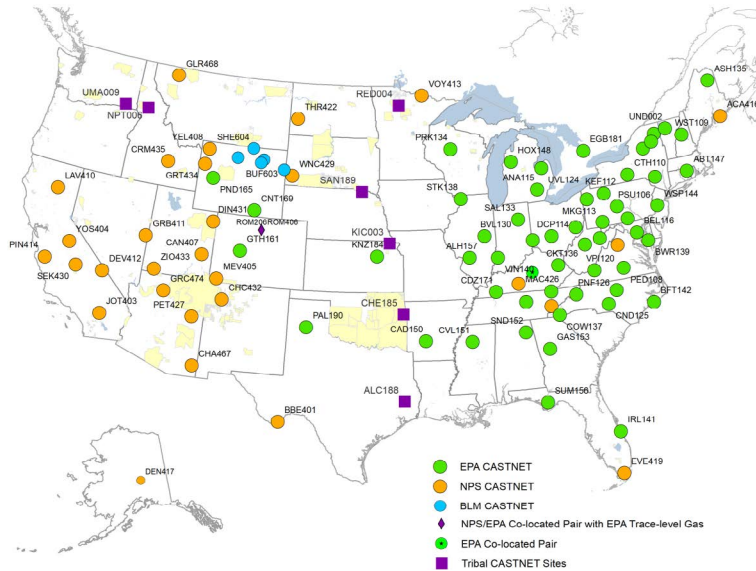 ASH135
GLR468
VOY413
ACA416
UMA009
RED004
UND002
WST109
NPT006
THR422
PRK134
HOX148
EGB181
YEL408
SHE604
CRM435
CTH110
ABT147
GRT434
BUF603
WNC429
ANA115
UVL124
KEF112
LAV410
PND165
SAN189
STK138
PSU106
WSP144
CNT169
DIN431
SAL133
MKG113
ROM206ROM406
BEL116
YOS404
GRB411
KIC003
BVL130
DCP114
PIN414
CAN407
GTH161
KNZ184
ALH157
BWR139
DEV412
ZIO433
CKT136
SEK430
MEV405
VIN140
VPI120
GRC474
CDZ171
MAC426
PNF126
PED108
JOT403
CHC432
CHE185
BFT142
PET427
PAL190
CAD150
CVL151
SND152
COW137
CND125
GAS153
CHA467
ALC188
SUM156
BBE401
IRL141
EVE419
DEN417
EPA CASTNET
NPS CASTNET
BLM CASTNET
NPS/EPA Co-located Pair with EPA Trace-level Gas
EPA Co-located Pair
Tribal CASTNET Sites